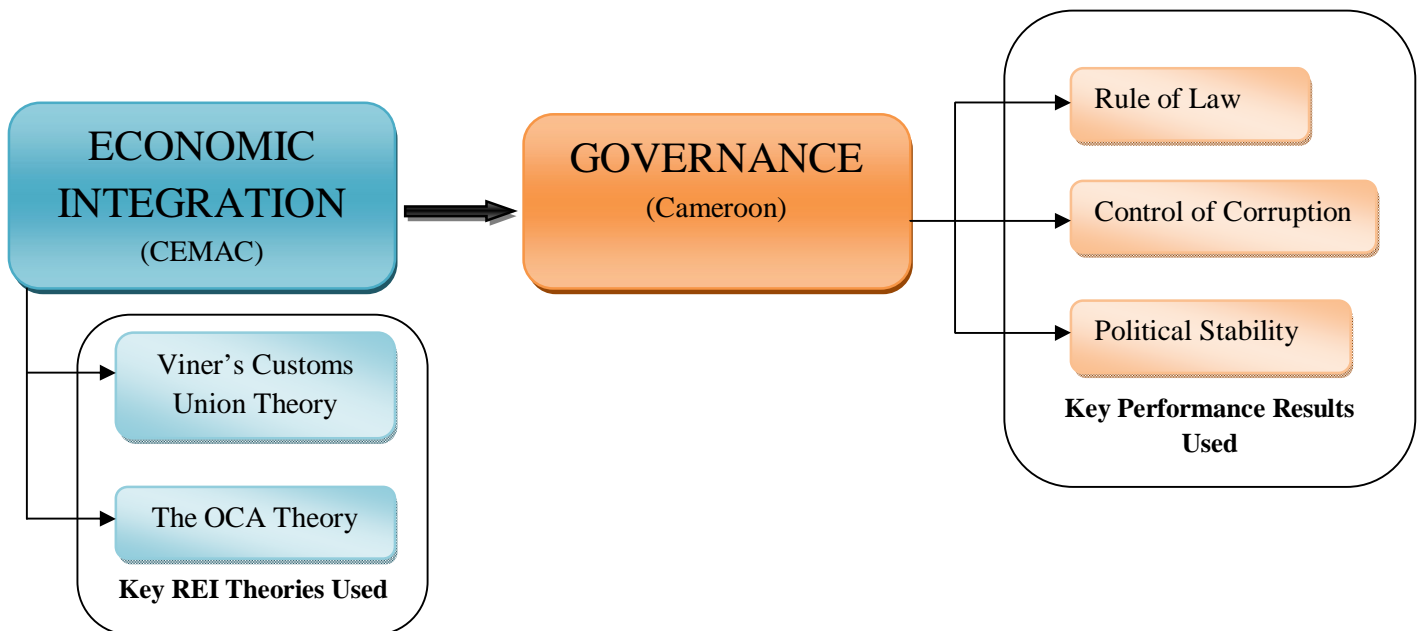 ECONOMIC
INTEGRATION
(CEMAC)
Viner’s Customs
Union Theory
The OCA Theory
Key REI Theories Used
GOVERNANCE
(Cameroon)
Rule of Law
Control of Corruption
Political Stability
Key Performance Results
Used